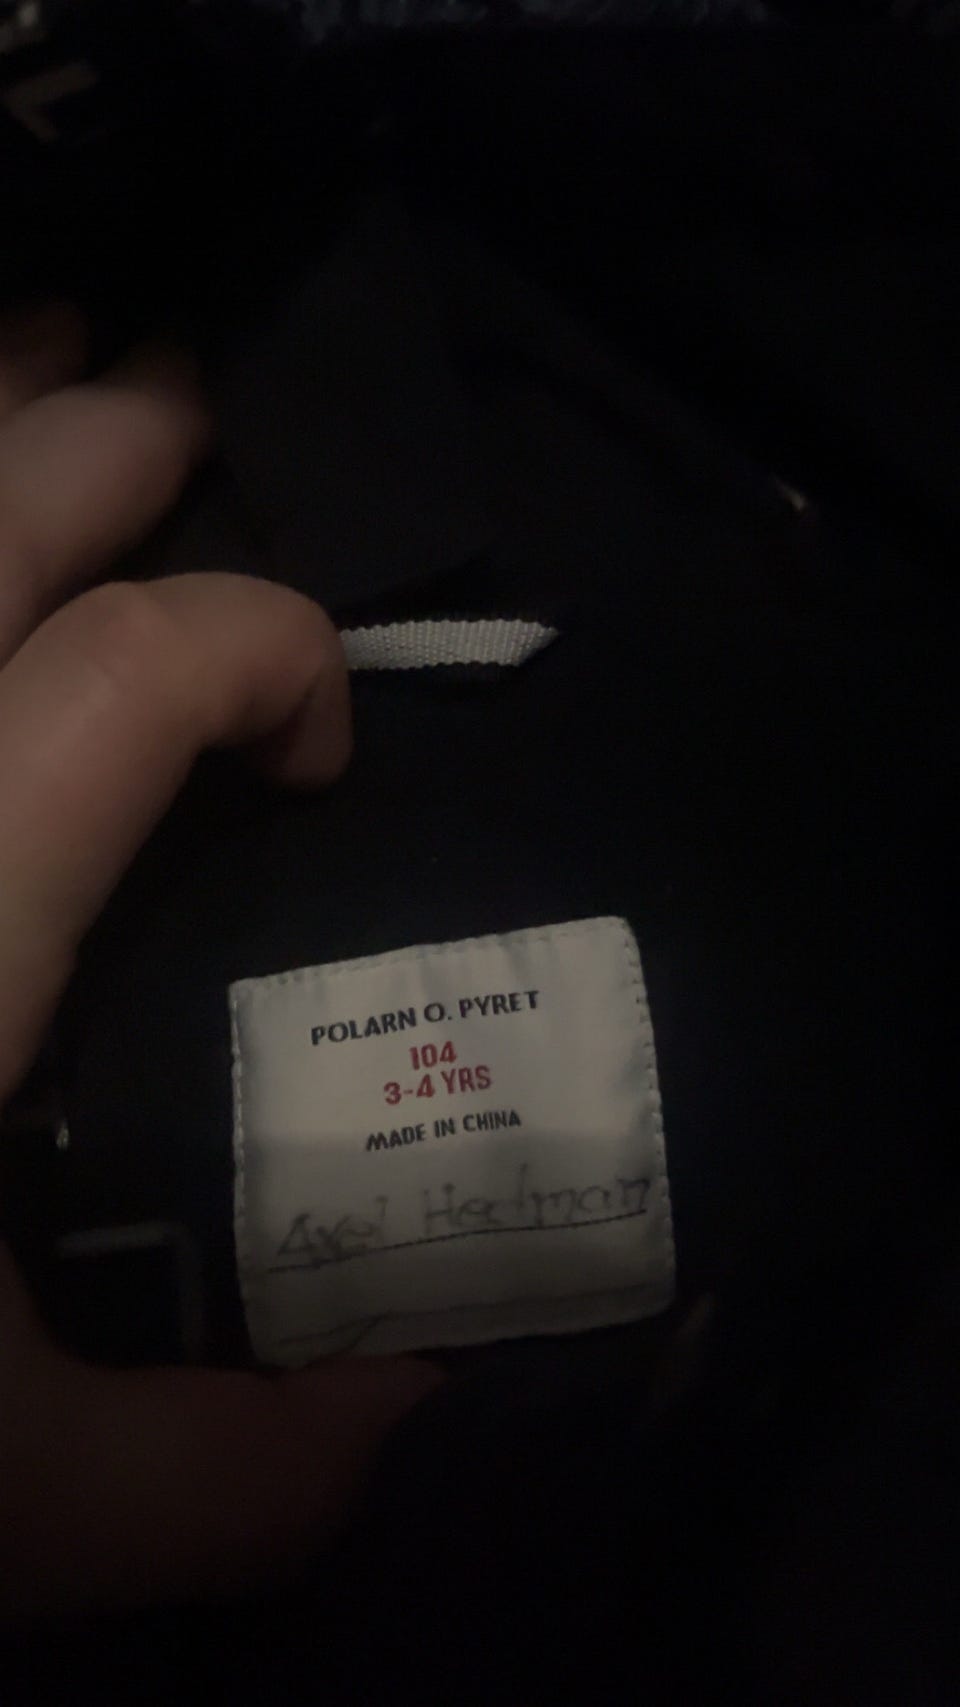 POLARN O. PYRET
104
3-4 YRS
MADE IN CHINA
Axel Hedman